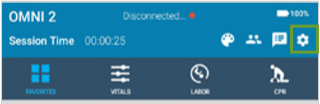 OMNI 2 Disconnected... 100%
Session Time 00:00:25
FAVORITES VITALS LABOR CPR